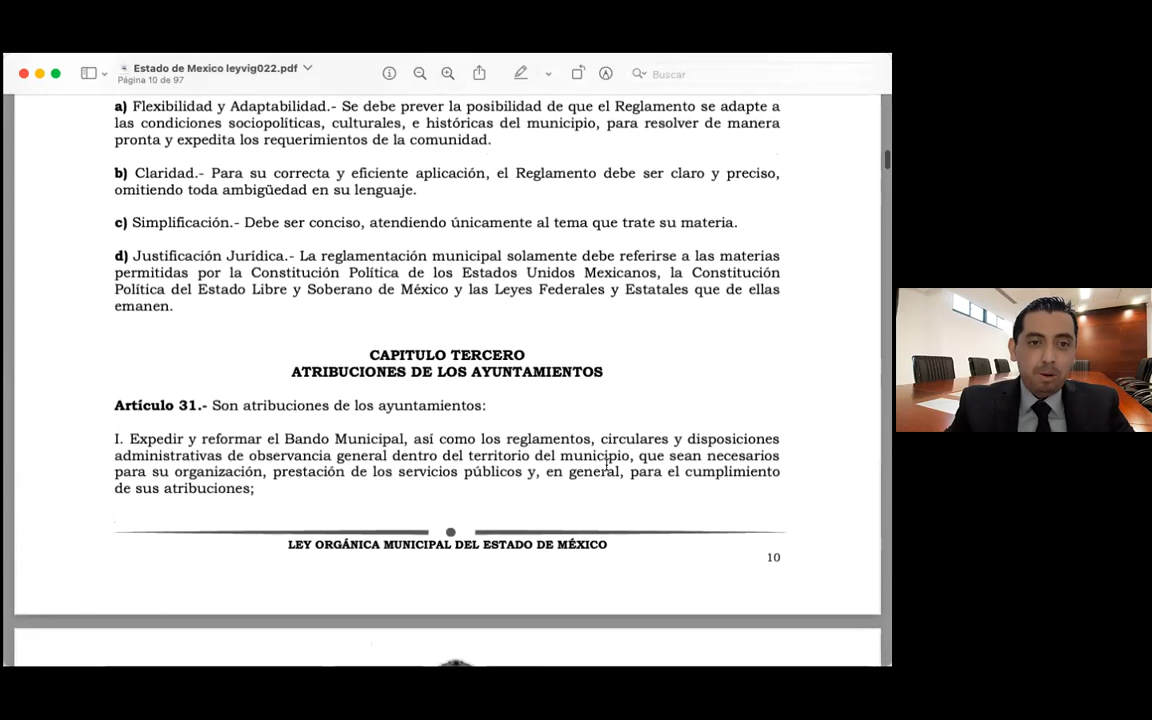 Estado de Mexico leyvig022.pdf
Página 10 de 97
Buscar
a) Flexibilidad y Adaptabilidad.- Se debe prever la posibilidad de que el Reglamento se adapte a
las condiciones sociopolíticas, culturales, e históricas del municipio, para resolver de manera
pronta y expedita los requerimientos de la comunidad.
b) Claridad.- Para su correcta y eficiente aplicación, el Reglamento debe ser claro y preciso,
omitiendo toda ambigüedad en su lenguaje.
c) Simplificación.- Debe ser conciso, atendiendo únicamente al tema que trate su materia.
d) Justificación Jurídica.- La reglamentación municipal solamente debe referirse a las materias
permitidas por la Constitución Política de los Estados Unidos Mexicanos, la Constitución
Política del Estado Libre y Soberano de México y las Leyes Federales y Estatales que de ellas
emanen.
CAPITULO TERCERO
ATRIBUCIONES DE LOS AYUNTAMIENTOS
Artículo 31.- Son atribuciones de los ayuntamientos:
I. Expedir y reformar el Bando Municipal, así como los reglamentos, circulares y disposiciones
administrativas de observancia general dentro del territorio del municipio, que sean necesarios
para su organización, prestación de los servicios públicos y, en general, para el cumplimiento
de sus atribuciones;
LEY ORGÁNICA MUNICIPAL DEL ESTADO DE MÉXICO
10